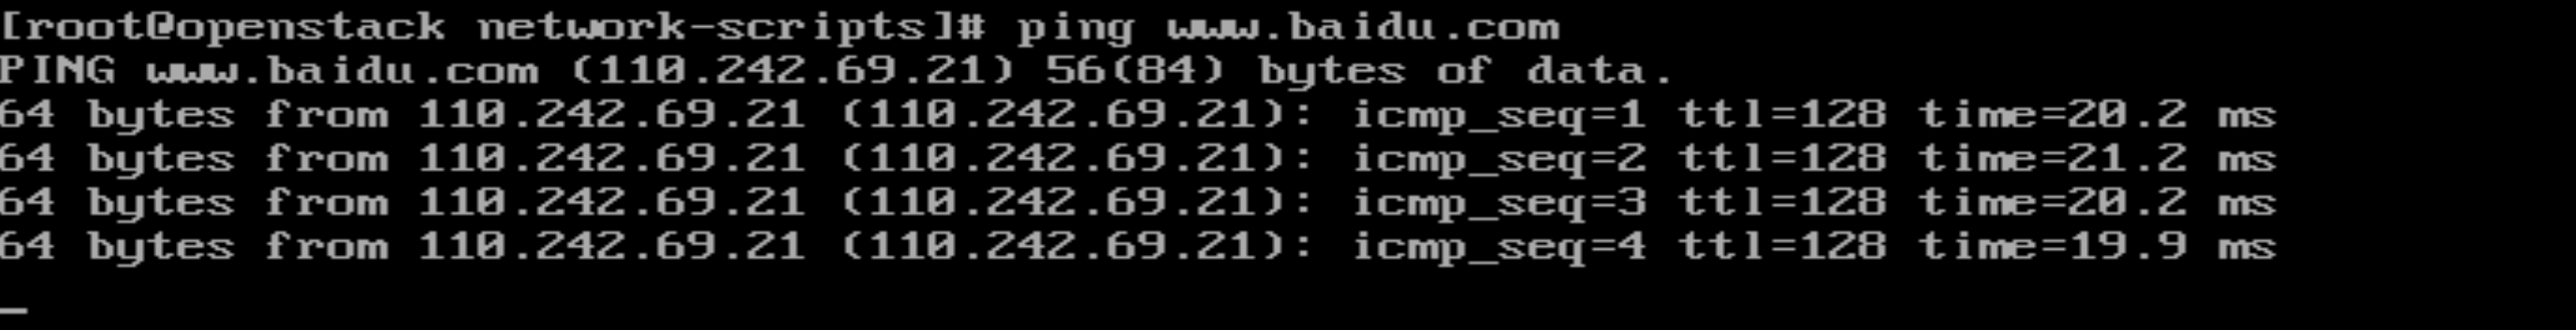 [root@openstack network-scripts]# ping www.baidu.com
PING www.baidu.com (110.242.69.21) 56(84) bytes of data.
64 bytes from 110.242.69.21 (110.242.69.21): icmp_seq=1 ttl=128 time=20.2 ms
64 bytes from 110.242.69.21 (110.242.69.21): icmp_seq=2 ttl=128 time=21.2 ms
64 bytes from 110.242.69.21 (110.242.69.21): icmp_seq=3 ttl=128 time=20.2 ms
64 bytes from 110.242.69.21 (110.242.69.21): icmp_seq=4 ttl=128 time=19.9 ms